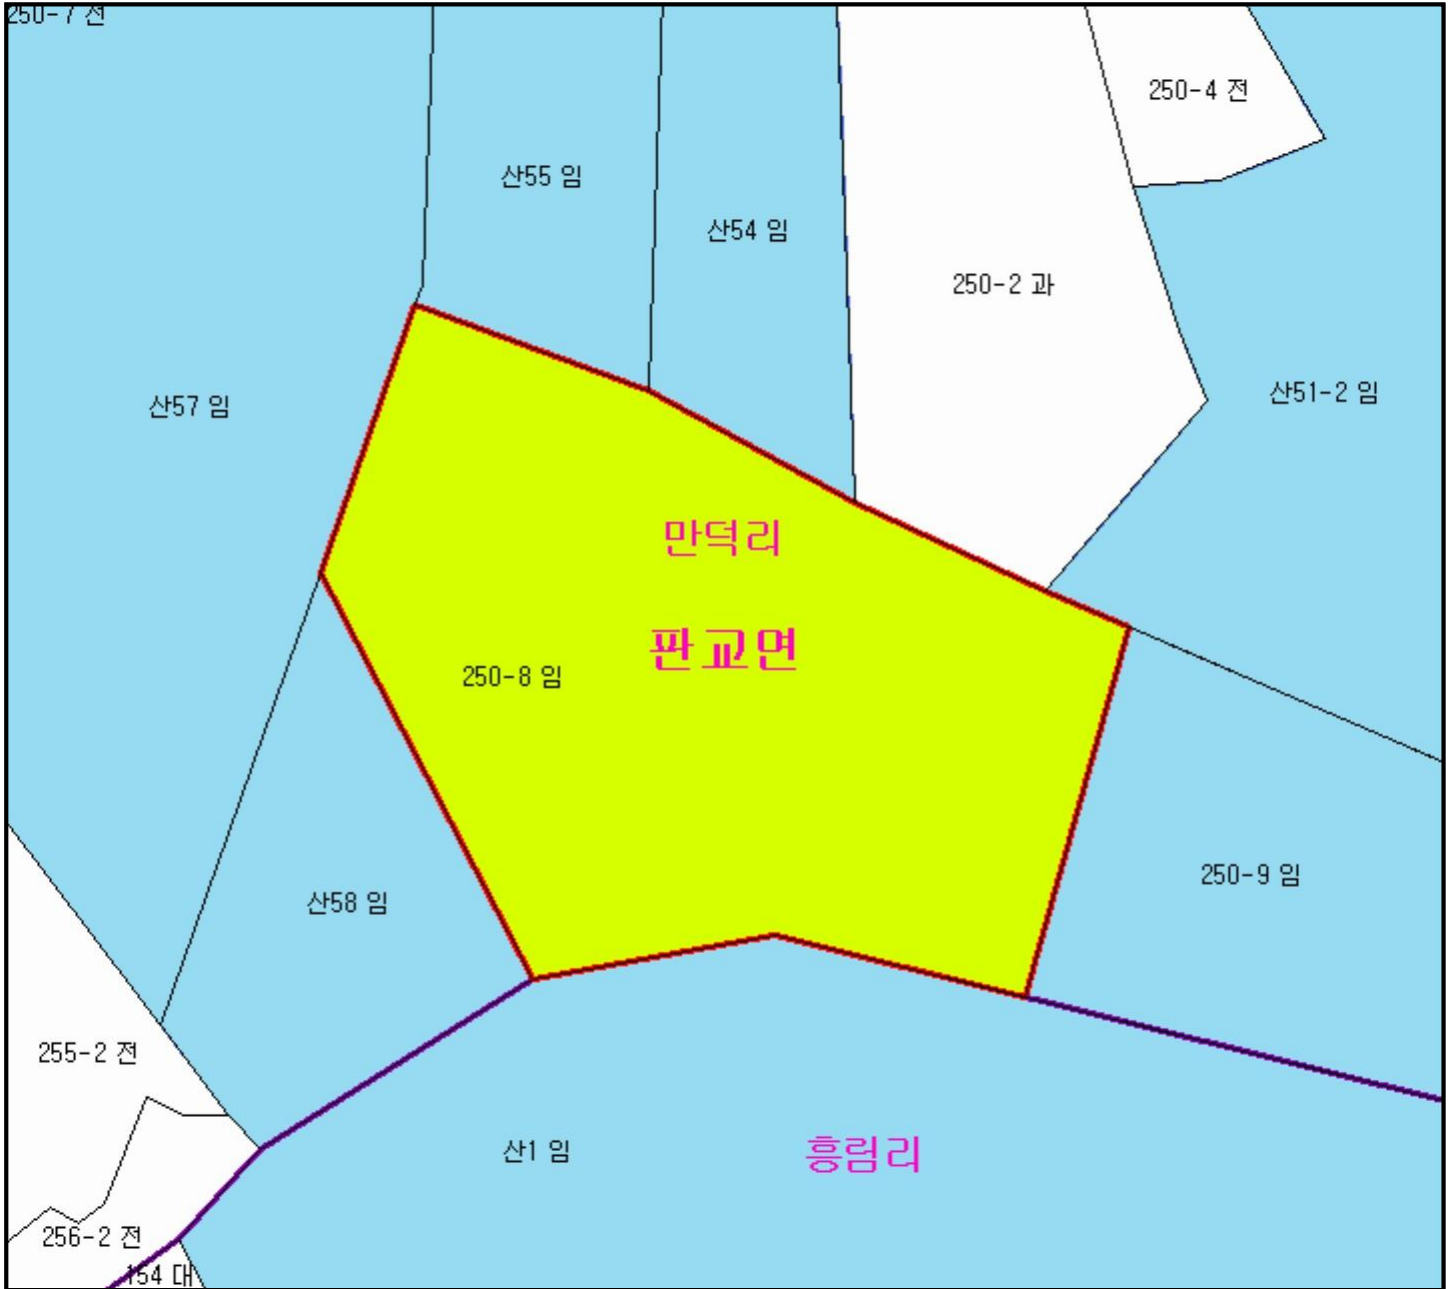 250-7 전
250-4 전
산55 임
산54 임
250-2 과
산51-2 임
산57 임
만덕리
판교면
250-8 임
250-9 임
산58 임
255-2 전
산1 임
흥림리
256-2 전
154 대